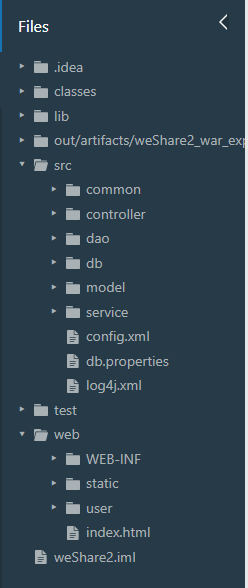 Files
.idea
classes
lib
out/artifacts/weShare2_war_exp
src
common
controller
dao
db
model
service
config.xml
db.properties
log4j.xml
test
web
WEB-INF
static
user
index.html
weShare2.iml